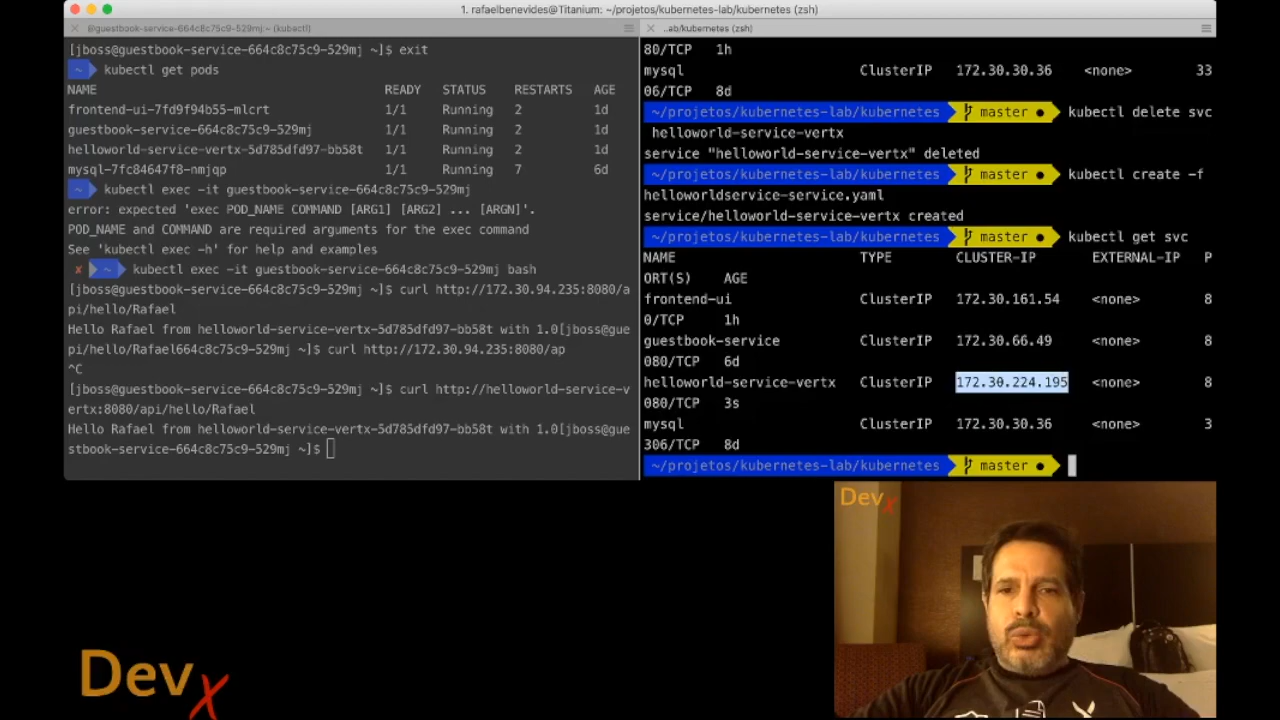 1. rafaelbenevides@Titanium: ~/projetos/kubernetes-lab/kubernetes (zsh)
@guestbook-service-664c8c75c9-529mj:~ (kubectl)
[jboss@guestbook-service-664c8c75c9-529mj ~]$ exit
~ kubectl get pods
NAME READY STATUS RESTARTS AGE
frontend-ui-7fd9f94b55-mlcrt 1/1 Running 2 1d
guestbook-service-664c8c75c9-529mj 1/1 Running 2 1d
helloworld-service-vertx-5d785dfd97-bb58t 1/1 Running 2 1d
mysql-7fc84647f8-nmjqp 1/1 Running 7 6d
~ kubectl exec -it guestbook-service-664c8c75c9-529mj
error: expected 'exec POD_NAME COMMAND [ARG1] [ARG2] ... [ARGN]'.
POD_NAME and COMMAND are required arguments for the exec command
See 'kubectl exec -h' for help and examples
✗ ~ kubectl exec -it guestbook-service-664c8c75c9-529mj bash
[jboss@guestbook-service-664c8c75c9-529mj ~]$ curl http://172.30.94.235:8080/a
pi/hello/Rafael
Hello Rafael from helloworld-service-vertx-5d785dfd97-bb58t with 1.0[jboss@gue
pi/hello/Rafael664c8c75c9-529mj ~]$ curl http://172.30.94.235:8080/ap
^C
[jboss@guestbook-service-664c8c75c9-529mj ~]$ curl http://helloworld-service-v
ertx:8080/api/hello/Rafael
Hello Rafael from helloworld-service-vertx-5d785dfd97-bb58t with 1.0[jboss@gue
stbook-service-664c8c75c9-529mj ~]$
..ab/kubernetes (zsh)
80/TCP 1h
mysql ClusterIP 172.30.30.36 <none> 33
06/TCP 8d
~/projetos/kubernetes-lab/kubernetes master ● kubectl delete svc
helloworld-service-vertx
service "helloworld-service-vertx" deleted
~/projetos/kubernetes-lab/kubernetes master ● kubectl create -f
helloworldservice-service.yaml
service/helloworld-service-vertx created
~/projetos/kubernetes-lab/kubernetes master ● kubectl get svc
NAME TYPE CLUSTER-IP EXTERNAL-IP P
ORT(S) AGE
frontend-ui ClusterIP 172.30.161.54 <none> 8
0/TCP 1h
guestbook-service ClusterIP 172.30.66.49 <none> 8
080/TCP 6d
helloworld-service-vertx ClusterIP 172.30.224.195 <none> 8
080/TCP 3s
mysql ClusterIP 172.30.30.36 <none> 3
306/TCP 8d
~/projetos/kubernetes-lab/kubernetes master ●
DevX
DevX